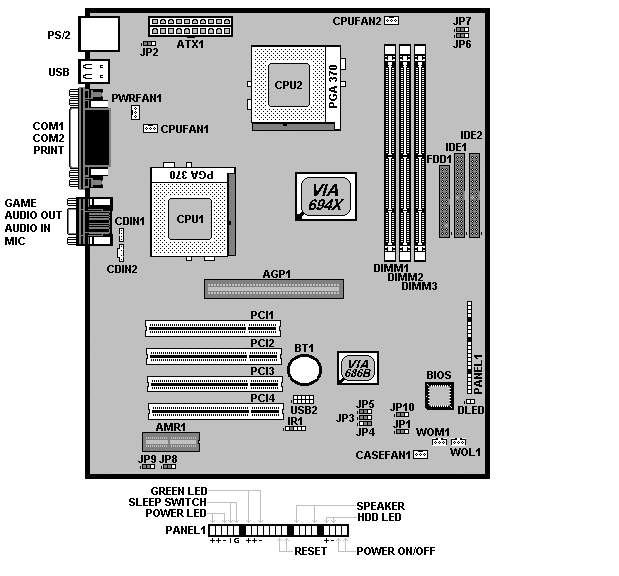 CPUFAN2
JP7
JP6
PS/2
ATX1
JP2
USB
CPU2
PGA 370
PWRFAN1
CPUFAN1
COM1
COM2
PRINT
IDE2
IDE1
FDD1
PGA 370
CPU1
VIA
694X
GAME
AUDIO OUT
AUDIO IN
MIC
CDIN1
CDIN2
DIMM1
DIMM2
DIMM3
AGP1
PCI1
PCI2
PCI3
PCI4
BT1
VIA
686B
PANEL1
BIOS
DLED
USB2
IR1
JP5
JP3
JP4
JP10
JP1
AMR1
WOM1
WOL1
CASEFAN1
JP9 JP8
GREEN LED
SLEEP SWITCH
POWER LED
SPEAKER
HDD LED
PANEL1
++- I G ++- +-
RESET
POWER ON/OFF